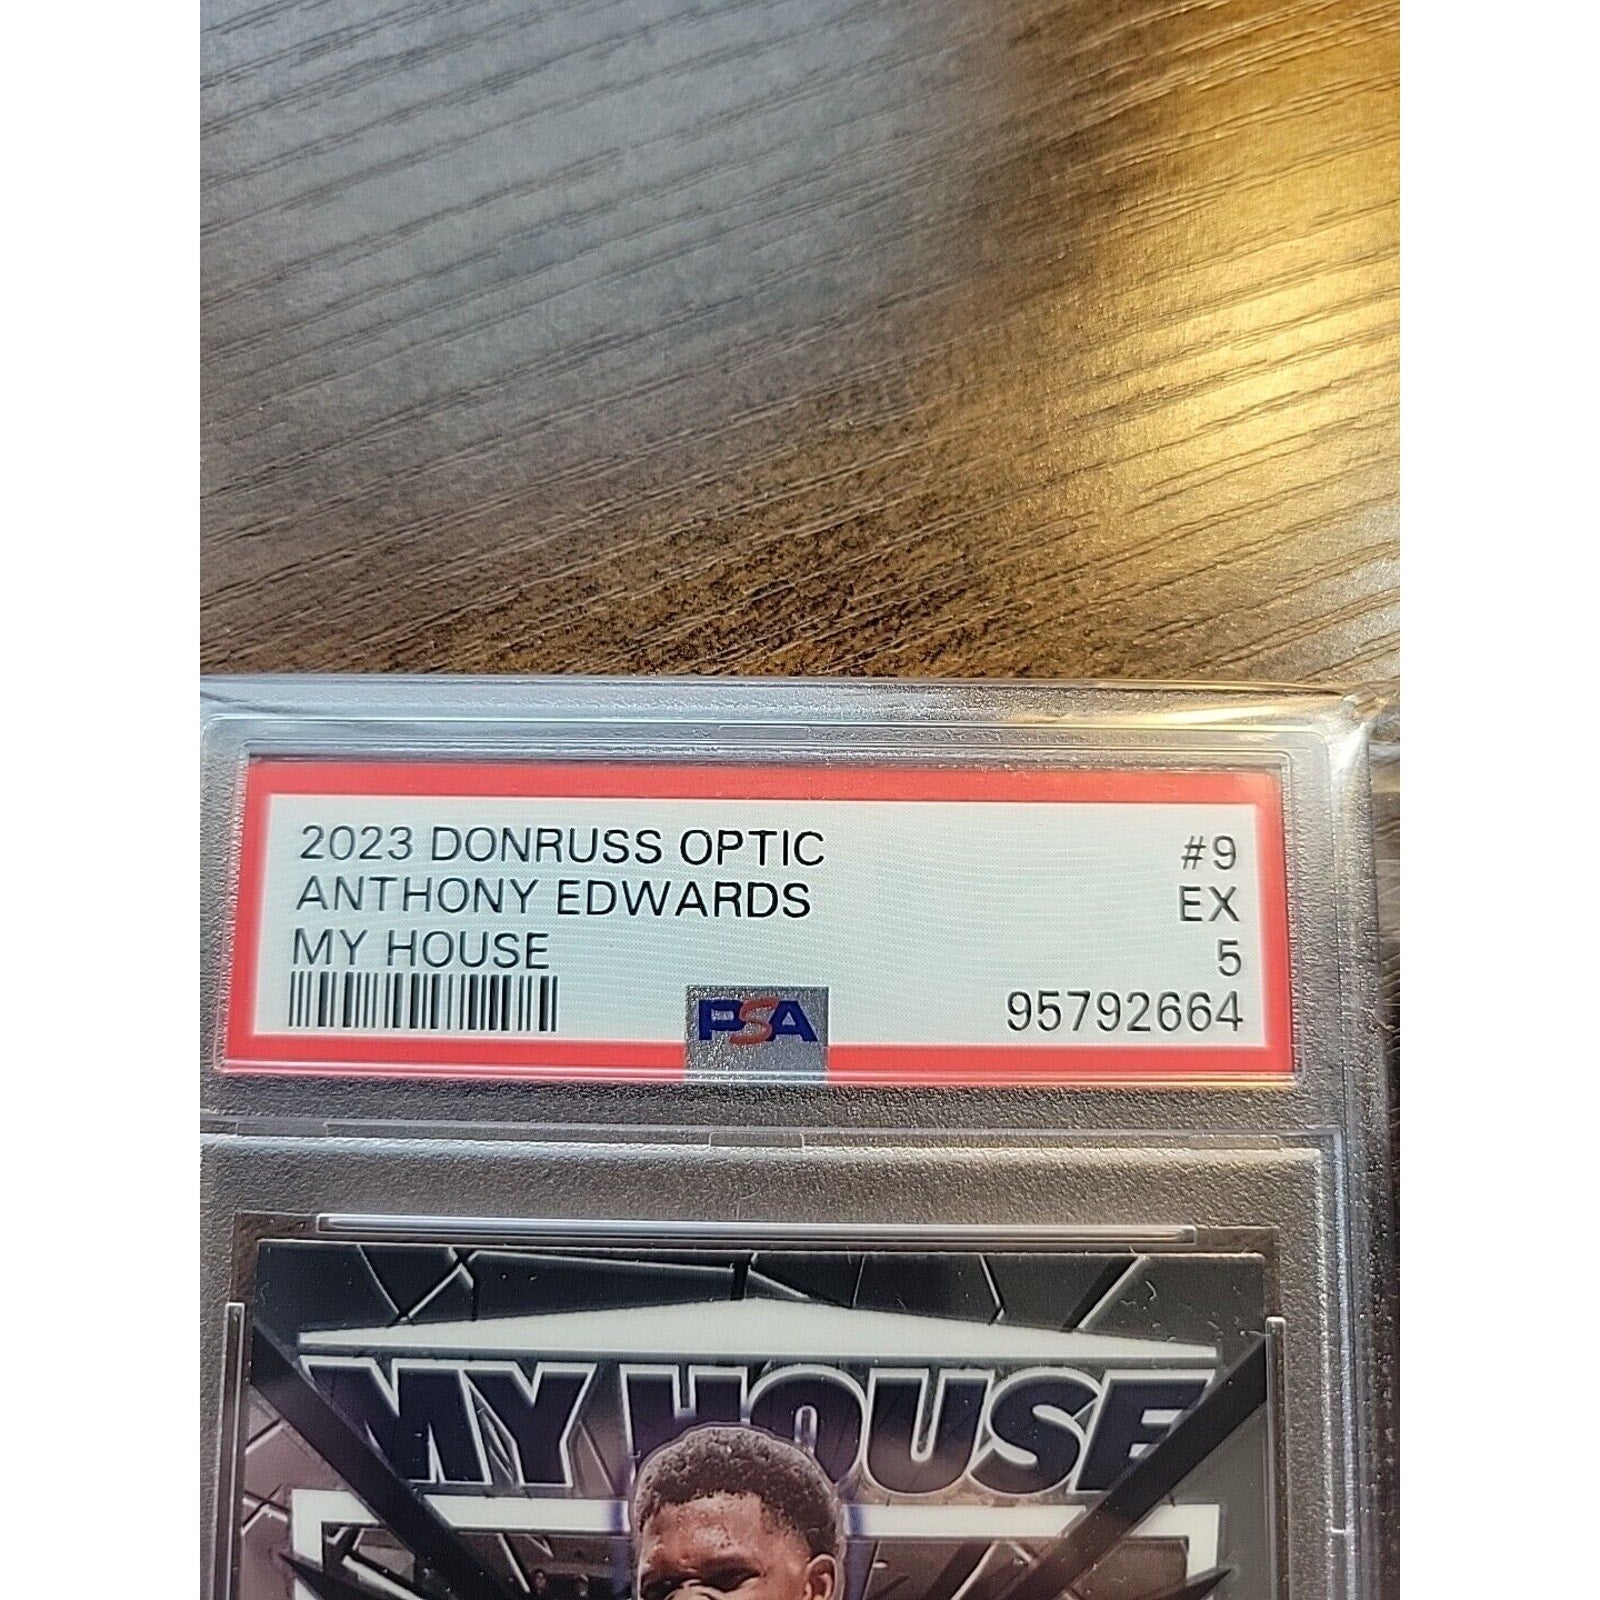 2023 DONRUSS OPTIC #9
ANTHONY EDWARDS EX
MY HOUSE 5
PSA 95792664
MY HOUSE